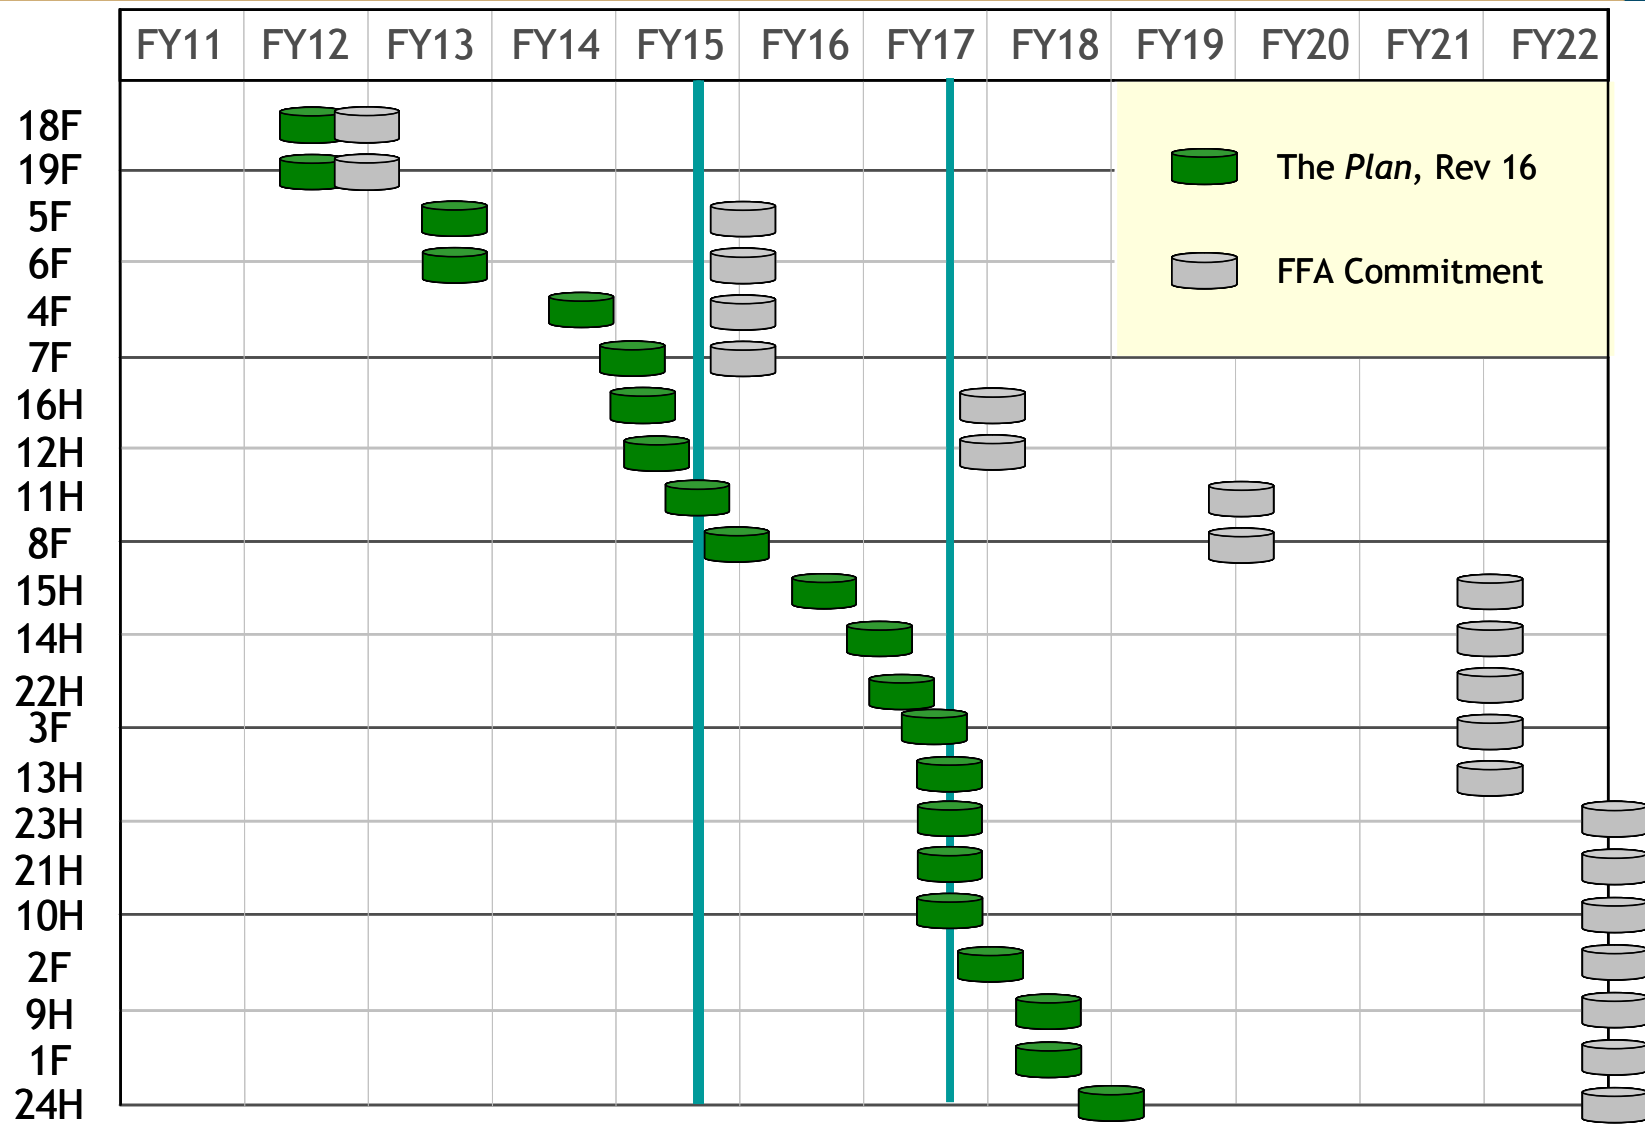 FY11 FY12 FY13 FY14 FY15 FY16 FY17 FY18 FY19 FY20 FY21 FY22
18F
19F
The Plan, Rev 16
5F
6F
FFA Commitment
4F
7F
16H
12H
11H
8F
15H
14H
22H
3F
13H
23H
21H
10H
2F
9H
1F
24H